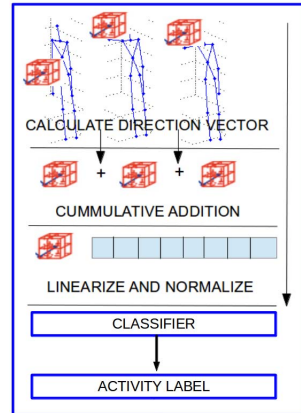 CALCULATE DIRECTION VECTOR
+ +
CUMMULATIVE ADDITION
LINEARIZE AND NORMALIZE
CLASSIFIER
ACTIVITY LABEL